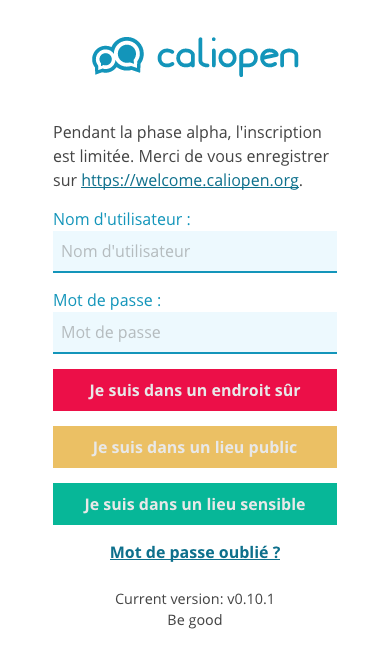 caliopen
Pendant la phase alpha, l'inscription
est limitée. Merci de vous enregistrer
sur https://welcome.caliopen.org.
Nom d'utilisateur :
Nom d'utilisateur
Mot de passe :
Mot de passe
Je suis dans un endroit sûr
Je suis dans un lieu public
Je suis dans un lieu sensible
Mot de passe oublié ?
Current version: v0.10.1
Be good